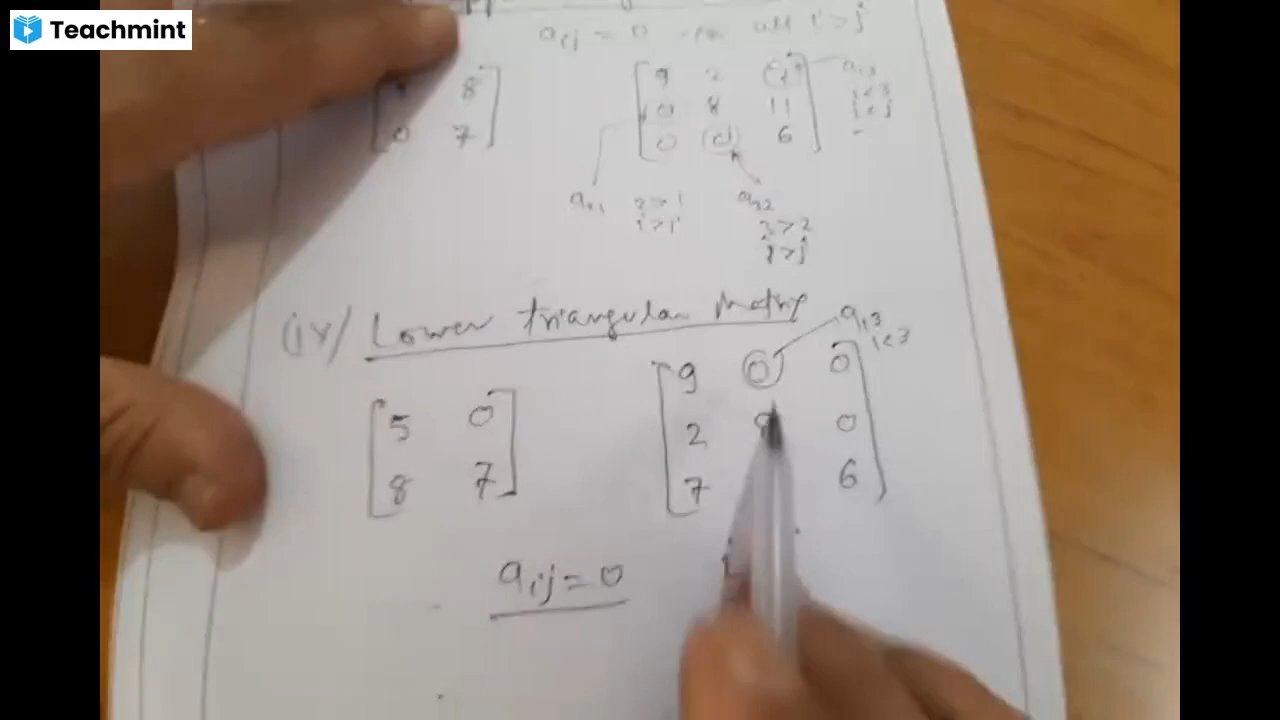 Teachmint
aij = 0 for all i > j
8
0 7
9 2
0 8 11
0 0 6
i < j
a21 2 > 1
i > j
a32
3 > 2
i > j
(iv) Lower triangular Matrix
a13
1 < 3
5 0
8 7
9 0 0
2 0
7 6
aij = 0